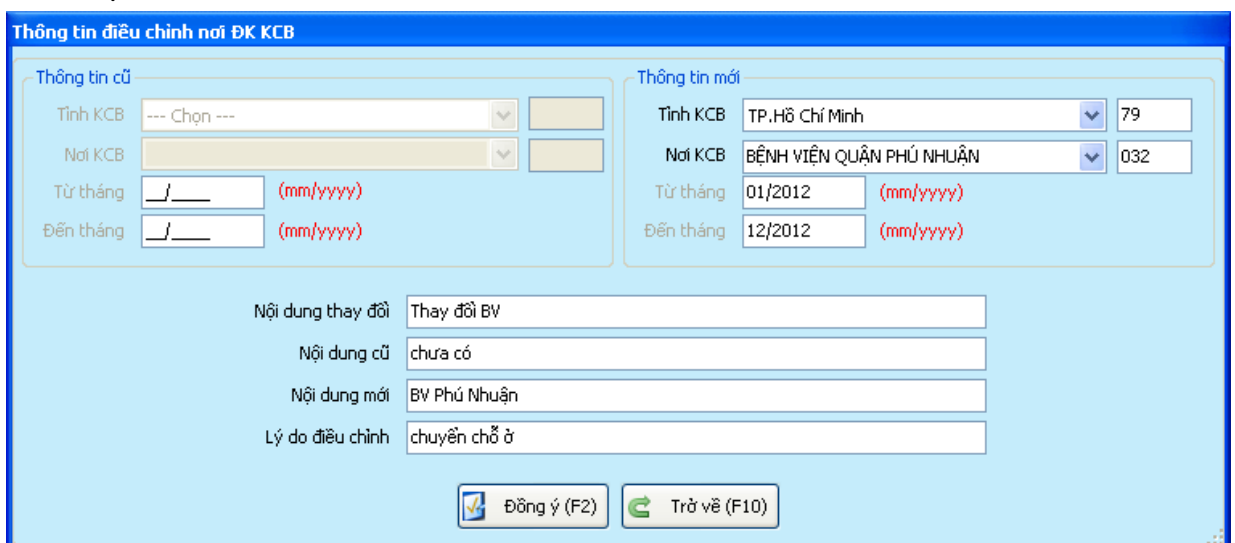 Thông tin điều chỉnh nơi ĐK KCB
Thông tin cũ
Tỉnh KCB --- Chọn ---
Nơi KCB
Từ tháng __/____ (mm/yyyy)
Đến tháng __/____ (mm/yyyy)
Thông tin mới
Tỉnh KCB TP.Hồ Chí Minh 79
Nơi KCB BỆNH VIỆN QUẬN PHÚ NHUẬN 032
Từ tháng 01/2012 (mm/yyyy)
Đến tháng 12/2012 (mm/yyyy)
Nội dung thay đổi Thay đổi BV
Nội dung cũ chưa có
Nội dung mới BV Phú Nhuận
Lý do điều chỉnh chuyển chỗ ở
Đồng ý (F2) Trở về (F10)